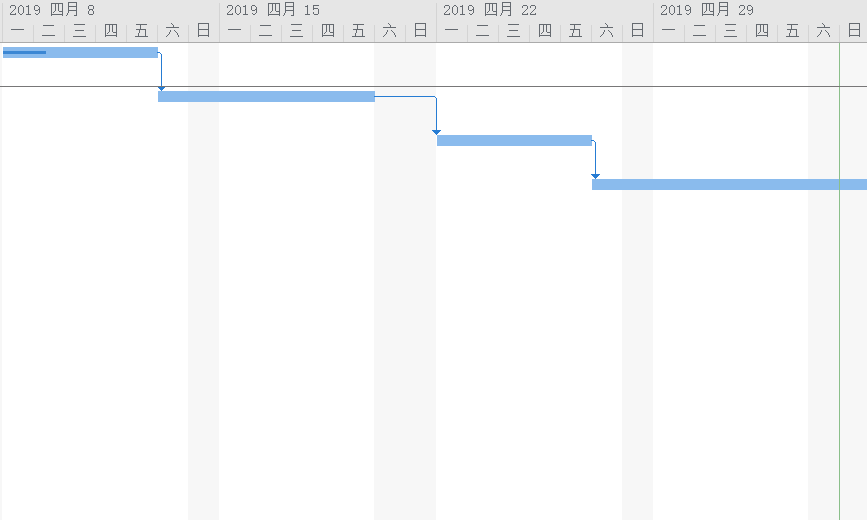 2019 四月 8 2019 四月 15 2019 四月 22 2019 四月 29
一 二 三 四 五 六 日 一 二 三 四 五 六 日 一 二 三 四 五 六 日 一 二 三 四 五 六 日